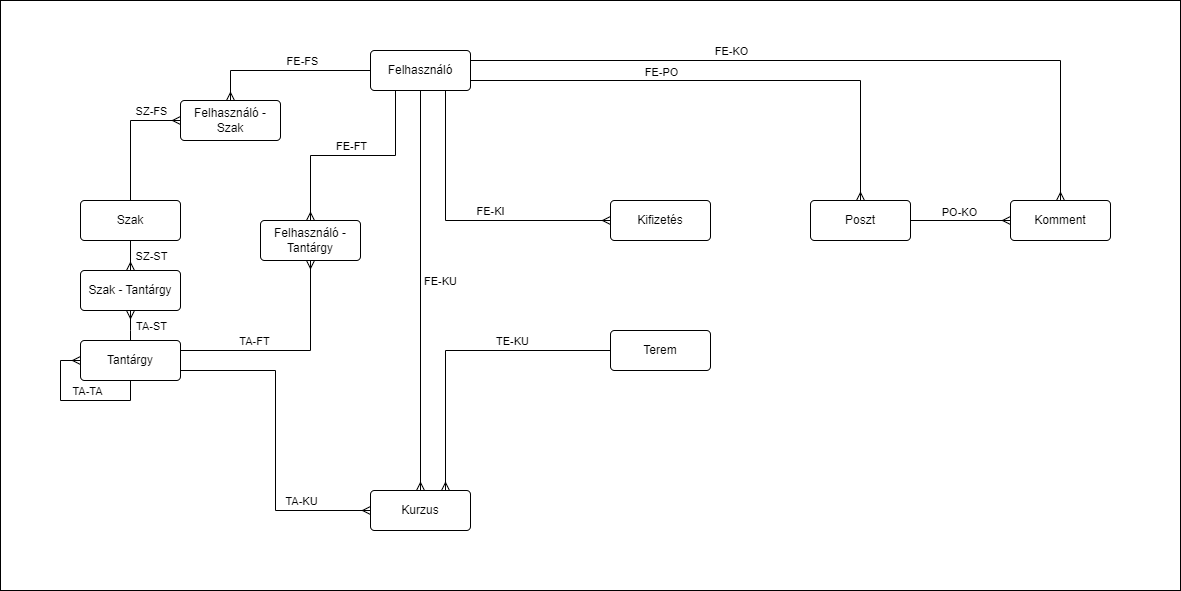 FE-KO
Felhasználó
FE-FS
FE-PO
SZ-FS
Felhasználó -
Szak
FE-FT
Szak
FE-KI
Kifizetés
Poszt
PO-KO
Komment
Felhasználó -
Tantárgy
SZ-ST
Szak - Tantárgy
FE-KU
TA-ST
TA-FT
TE-KU
Terem
Tantárgy
TA-TA
TA-KU
Kurzus